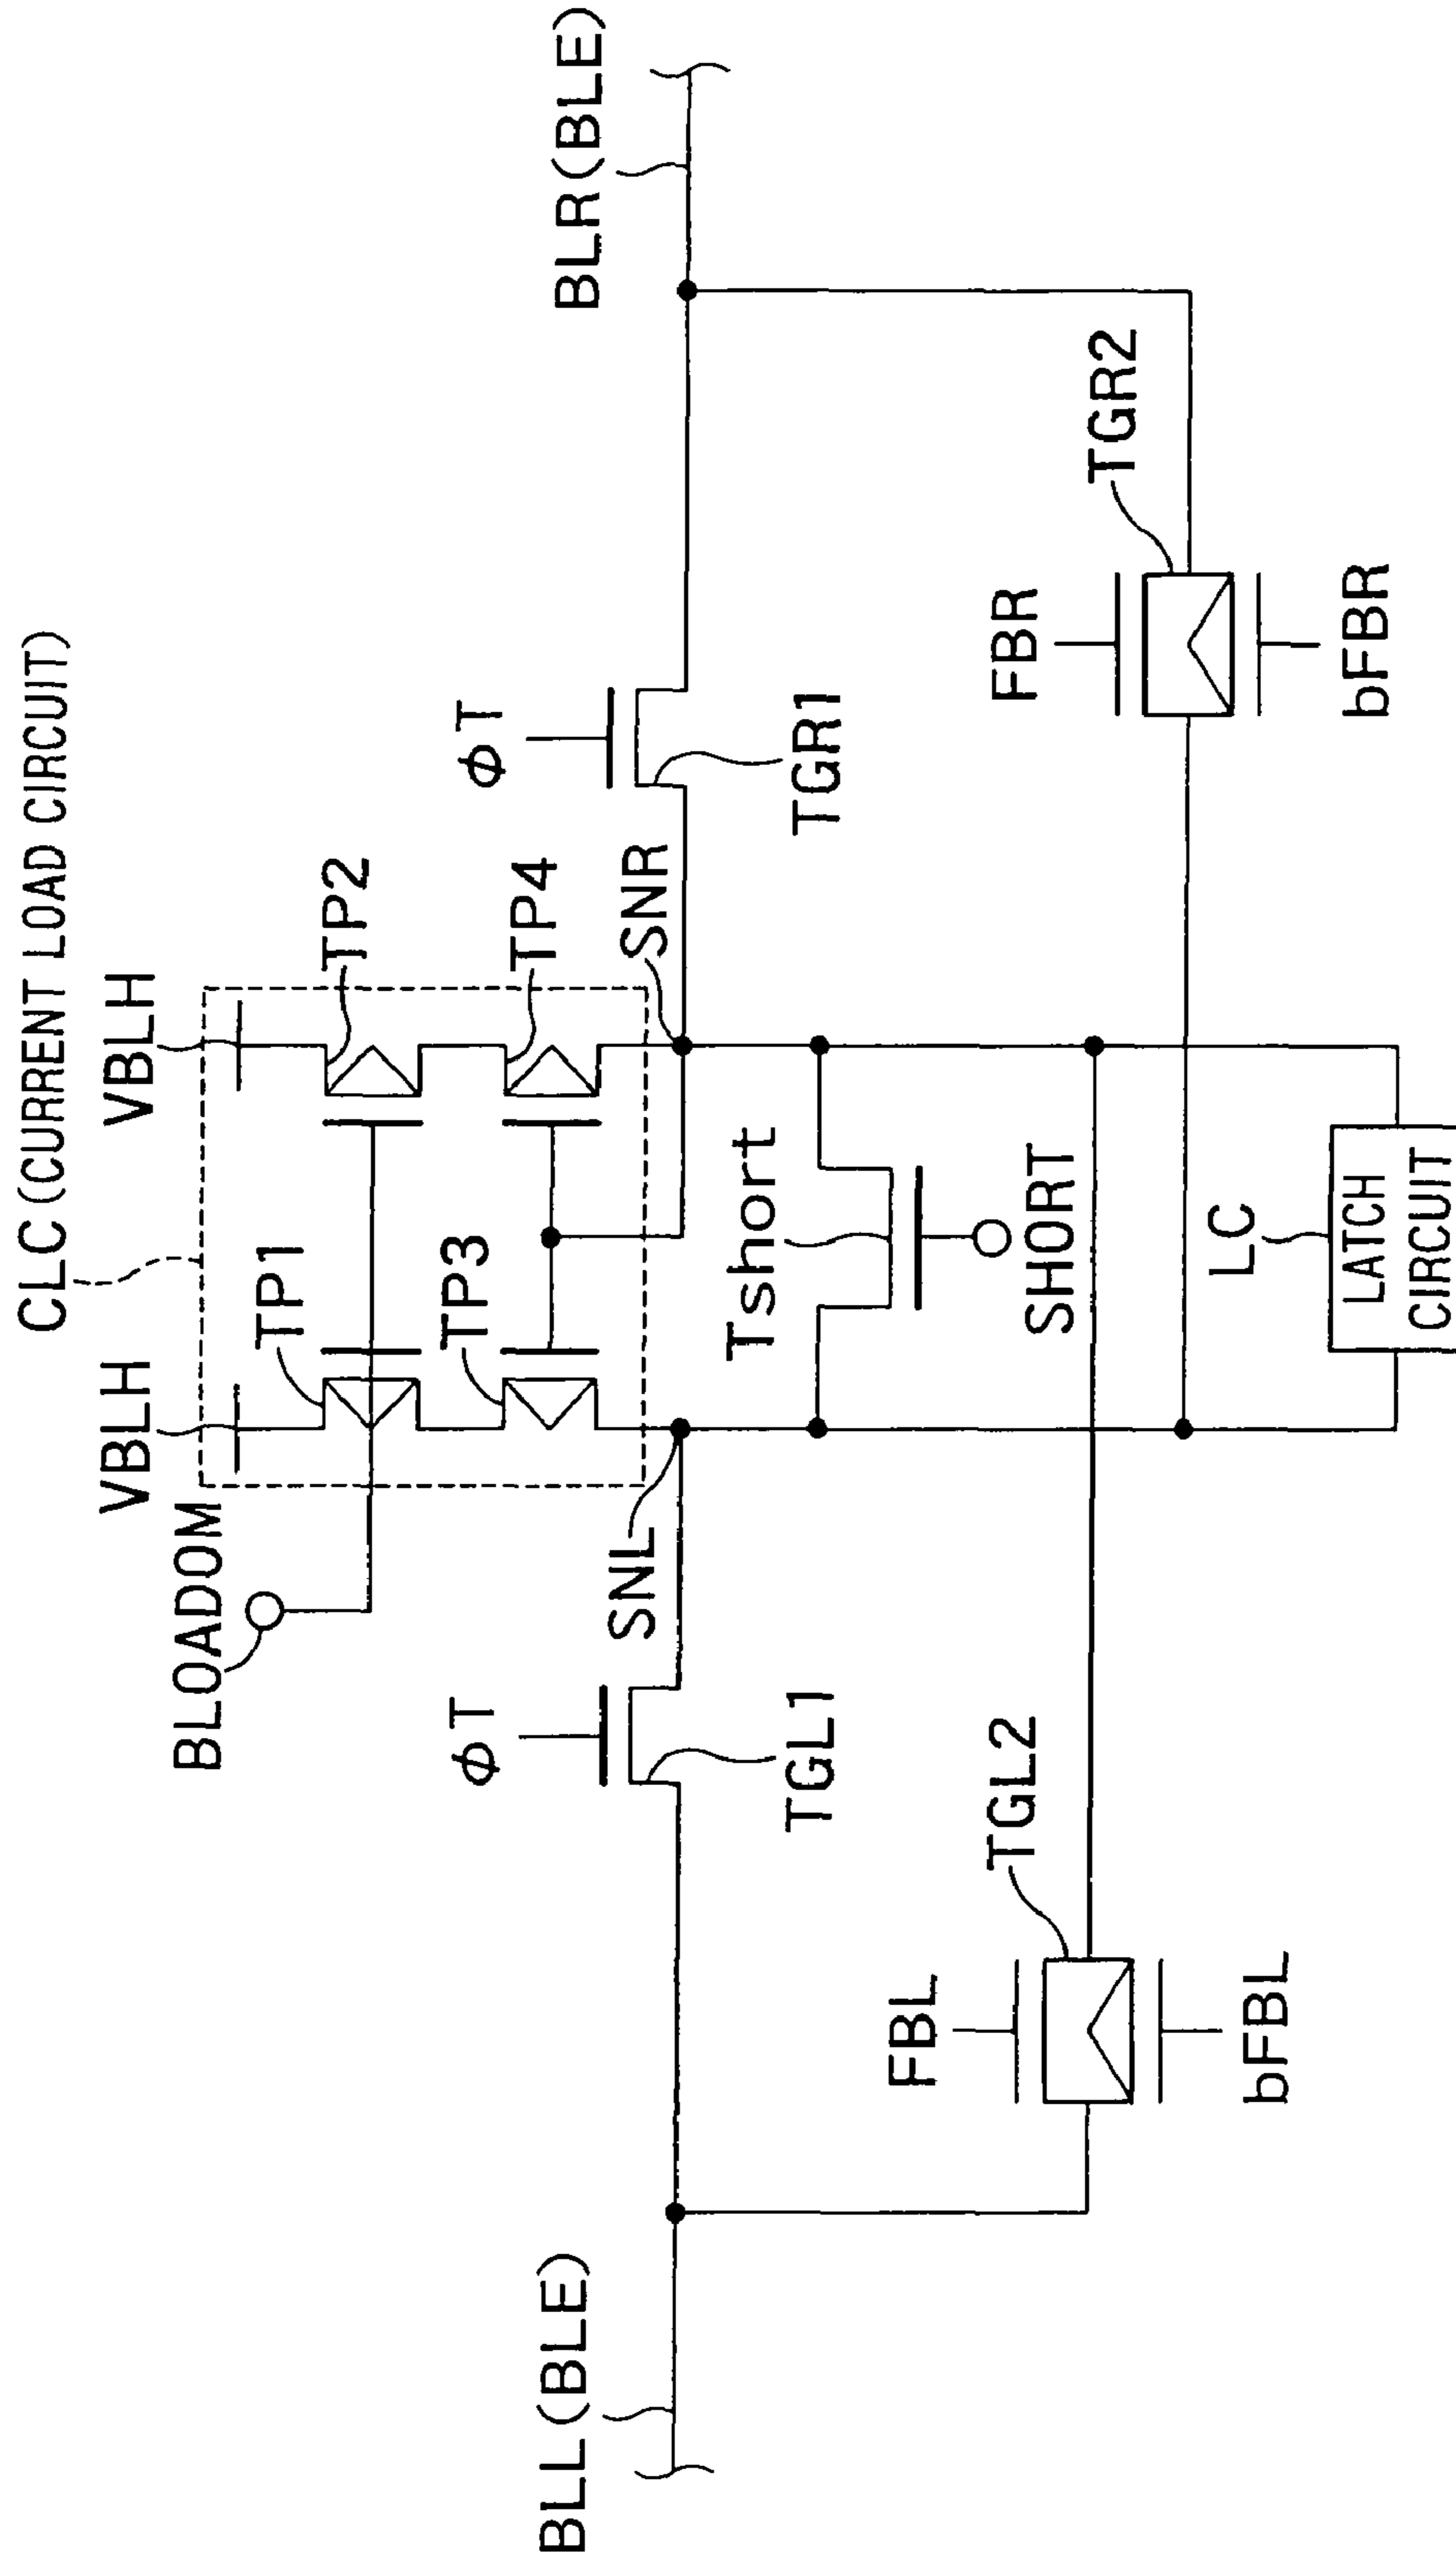 CLC (CURRENT LOAD CIRCUIT)
VBLH
VBLH
BLOADOM
TP1
TP2
TP3
TP4
φT
φT
BLL (BLE)
BLR (BLE)
SNL
SNR
TGL1
TGR1
Tshort
SHORT
FBL
TGL2
bFBL
FBR
TGR2
bFBR
LC
LATCH
CIRCUIT